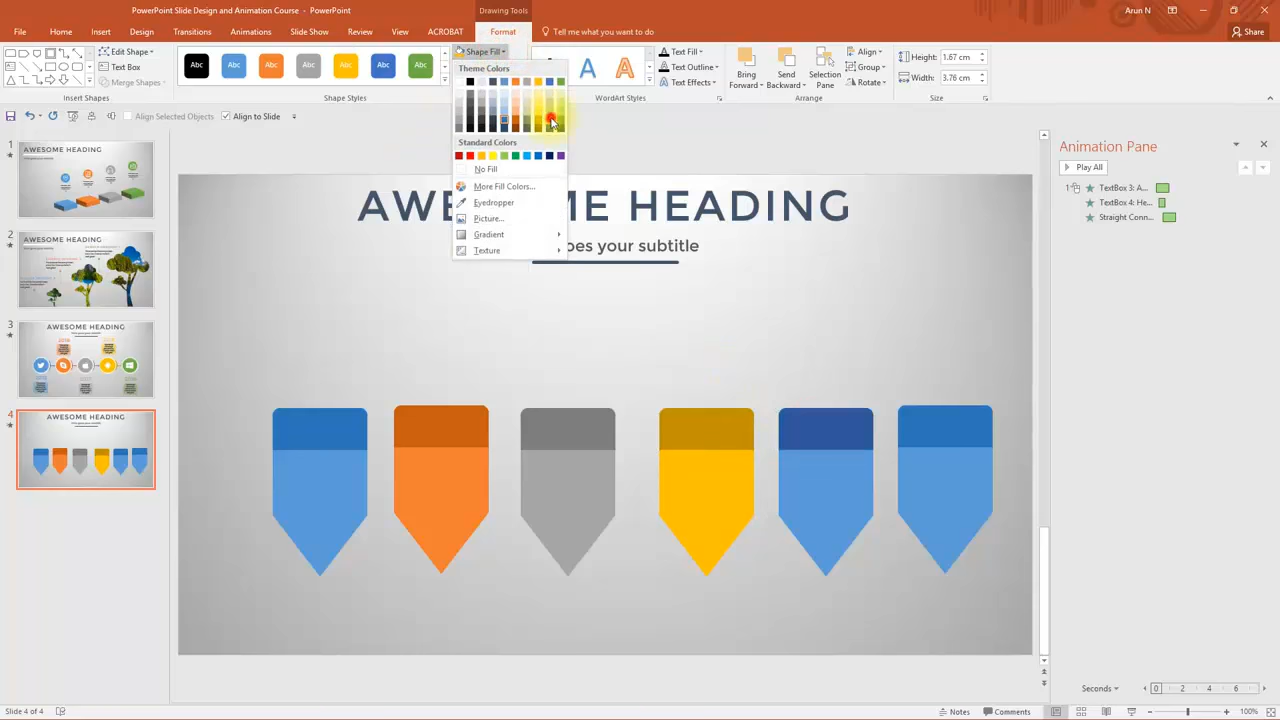 PowerPoint Slide Design and Animation Course - PowerPoint
Drawing Tools
Arun N
File Home Insert Design Transitions Animations Slide Show Review View ACROBAT Format Tell me what you want to do Share
Edit Shape
Text Box
Merge Shapes
Insert Shapes
Abc Abc Abc Abc Abc Abc Abc
Shape Styles
Shape Fill
A A
Text Fill
Text Outline
Text Effects
WordArt Styles
Bring Forward
Send Backward
Selection Pane
Align
Group
Rotate
Arrange
Height: 1.67 cm
Width: 3.76 cm
Size
Align Selected Objects Align to Slide
Theme Colors
Standard Colors
No Fill
More Fill Colors...
Eyedropper
Picture...
Gradient
Texture
1
AWESOME HEADING
2
AWESOME HEADING
3
AWESOME HEADING
4
AWESOME HEADING
AWE
ME HEADING
oes your subtitle
Animation Pane
Play All
1
TextBox 3: A...
TextBox 4: He...
Straight Conn...
Seconds 0 2 4 6
Slide 4 of 4
Notes Comments 100%